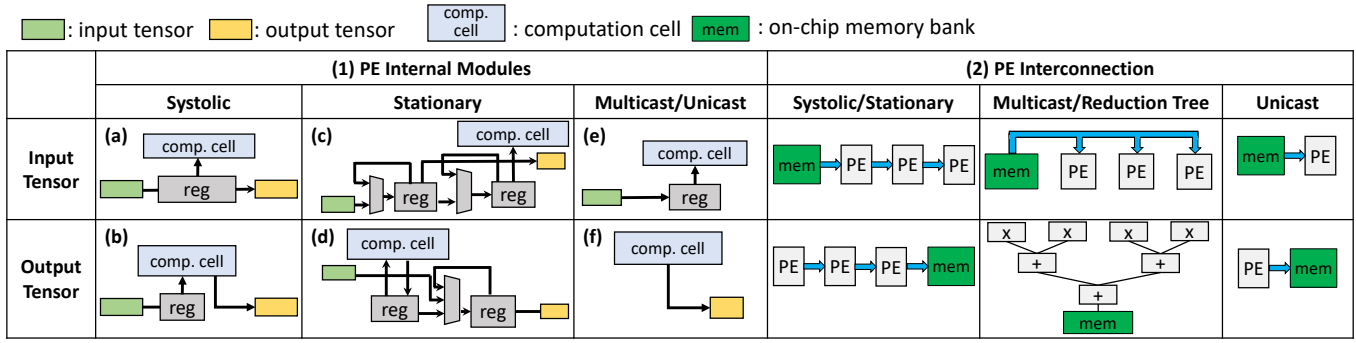 : input tensor
: output tensor
comp. cell
: computation cell
mem
: on-chip memory bank
(1) PE Internal Modules
(2) PE Interconnection
Systolic
Stationary
Multicast/Unicast
Systolic/Stationary
Multicast/Reduction Tree
Unicast
Input
Tensor
(a)
comp. cell
reg
(c)
comp. cell
reg
reg
(e)
comp. cell
reg
mem
PE
PE
PE
mem
PE
PE
PE
mem
PE
Output
Tensor
(b)
comp. cell
reg
(d)
comp. cell
reg
reg
(f)
comp. cell
PE
PE
PE
mem
x
x
x
x
+
+
+
mem
PE
mem